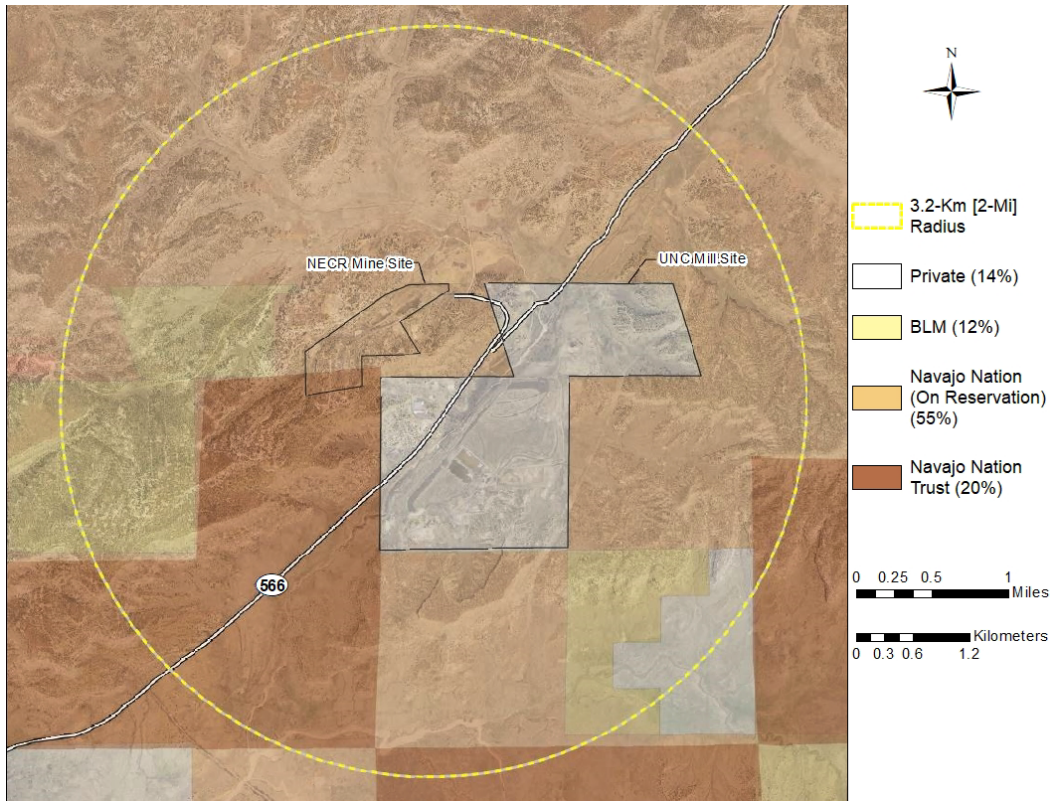 N
3.2-Km [2-Mi]
Radius
NECR Mine Site
UNC Mill Site
Private (14%)
BLM (12%)
Navajo Nation
(On Reservation)
(55%)
Navajo Nation
Trust (20%)
566
0 0.25 0.5 1
Miles
Kilometers
0 0.3 0.6 1.2